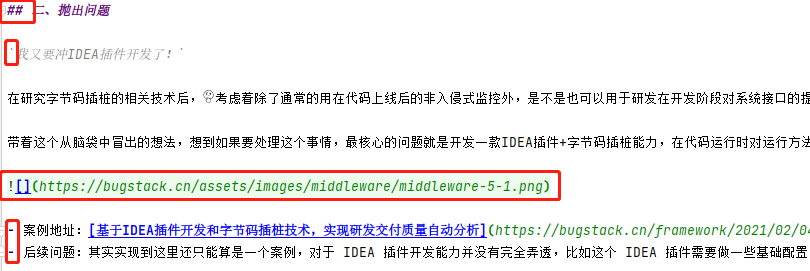 ## 二、抛出问题
`我又要冲IDEA插件开发了！`
在研究字节码插桩的相关技术后，🤔考虑着除了通常的用在代码上线后的非入侵式监控外，是不是也可以用于研发在开发阶段对系统接口的提
带着这个从脑袋中冒出的想法，想到如果要处理这个事情，最核心的问题就是开发一款IDEA插件+字节码插桩能力，在代码运行时对运行方法
![](https://bugstack.cn/assets/images/middleware/middleware-5-1.png)
- 案例地址：[基于IDEA插件开发和字节码插桩技术，实现研发交付质量自动分析](https://bugstack.cn/framework/2021/02/04
- 后续问题：其实实现到这里还只能算是一个案例，对于 IDEA 插件开发能力并没有完全弄透，比如这个 IDEA 插件需要做一些基础配置